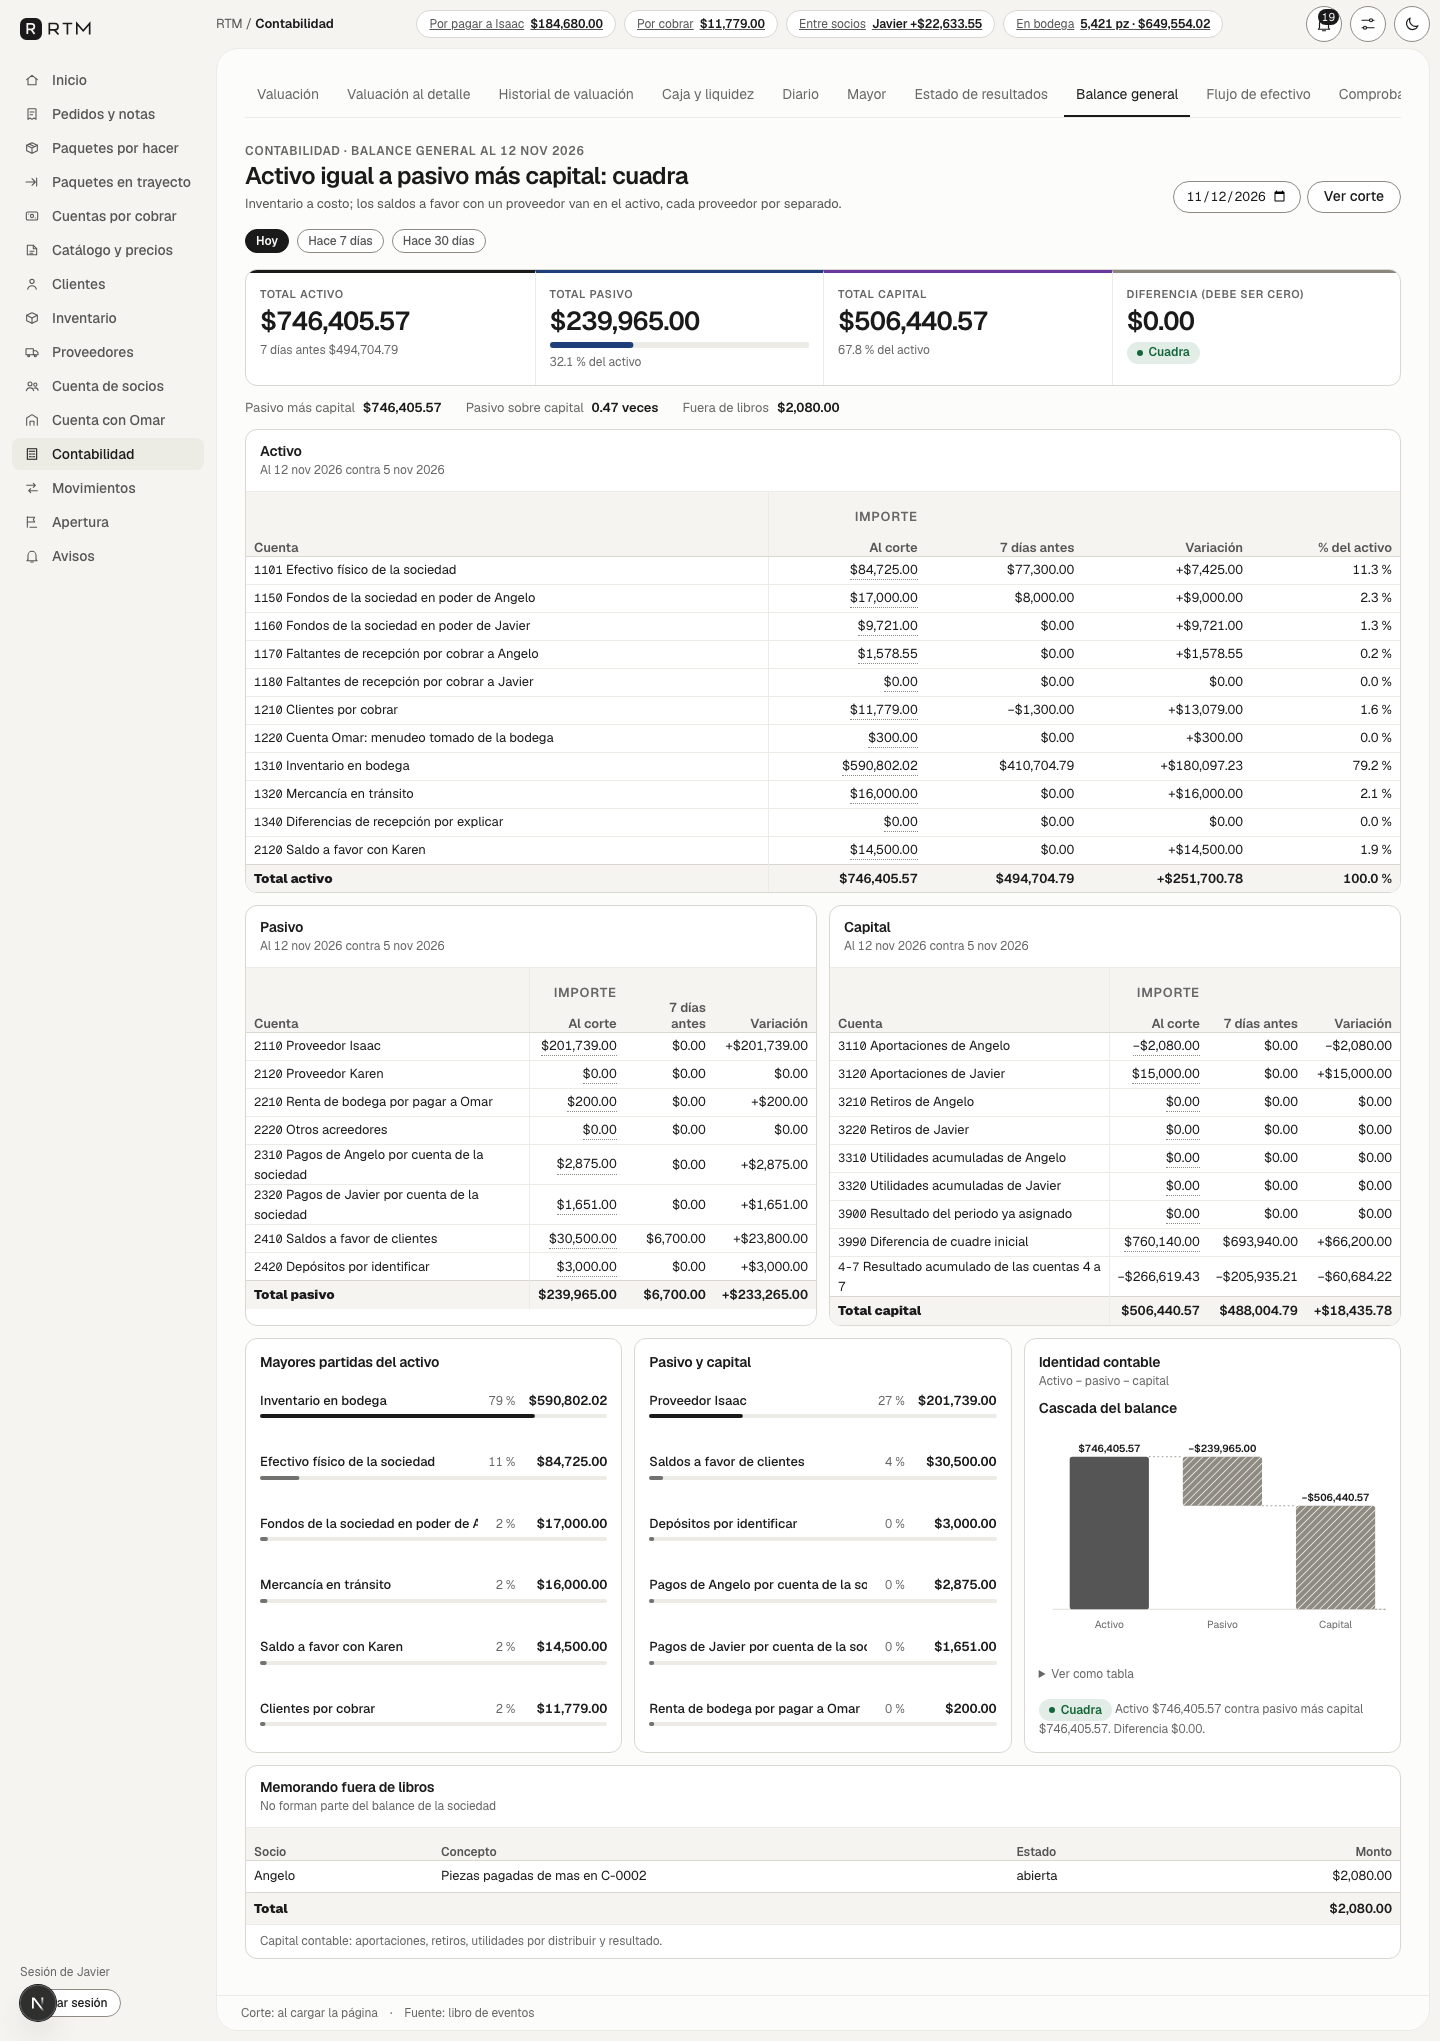 R RTM
RTM / Contabilidad
Por pagar a Isaac $184,680.00
Por cobrar $11,779.00
Entre socios Javier +$22,633.55
En bodega 5,421 pz · $649,554.02
19
Inicio
Pedidos y notas
Paquetes por hacer
Paquetes en trayecto
Cuentas por cobrar
Catálogo y precios
Clientes
Inventario
Proveedores
Cuenta de socios
Cuenta con Omar
Contabilidad
Movimientos
Apertura
Avisos
Sesión de Javier
N ar sesión
Valuación Valuación al detalle Historial de valuación Caja y liquidez Diario Mayor Estado de resultados Balance general Flujo de efectivo Comproba
CONTABILIDAD · BALANCE GENERAL AL 12 NOV 2026
Activo igual a pasivo más capital: cuadra
Inventario a costo; los saldos a favor con un proveedor van en el activo, cada proveedor por separado.
11/12/2026 Ver corte
Hoy Hace 7 días Hace 30 días
TOTAL ACTIVO
$746,405.57
7 días antes $494,704.79
TOTAL PASIVO
$239,965.00
32.1 % del activo
TOTAL CAPITAL
$506,440.57
67.8 % del activo
DIFERENCIA (DEBE SER CERO)
$0.00
Cuadra
Pasivo más capital $746,405.57 Pasivo sobre capital 0.47 veces Fuera de libros $2,080.00
Activo
Al 12 nov 2026 contra 5 nov 2026
IMPORTE
Cuenta Al corte 7 días antes Variación % del activo
1101 Efectivo físico de la sociedad $84,725.00 $77,300.00 +$7,425.00 11.3 %
1150 Fondos de la sociedad en poder de Angelo $17,000.00 $8,000.00 +$9,000.00 2.3 %
1160 Fondos de la sociedad en poder de Javier $9,721.00 $0.00 +$9,721.00 1.3 %
1170 Faltantes de recepción por cobrar a Angelo $1,578.55 $0.00 +$1,578.55 0.2 %
1180 Faltantes de recepción por cobrar a Javier $0.00 $0.00 $0.00 0.0 %
1210 Clientes por cobrar $11,779.00 −$1,300.00 +$13,079.00 1.6 %
1220 Cuenta Omar: menudeo tomado de la bodega $300.00 $0.00 +$300.00 0.0 %
1310 Inventario en bodega $590,802.02 $410,704.79 +$180,097.23 79.2 %
1320 Mercancía en tránsito $16,000.00 $0.00 +$16,000.00 2.1 %
1340 Diferencias de recepción por explicar $0.00 $0.00 $0.00 0.0 %
2120 Saldo a favor con Karen $14,500.00 $0.00 +$14,500.00 1.9 %
Total activo $746,405.57 $494,704.79 +$251,700.78 100.0 %
Pasivo
Al 12 nov 2026 contra 5 nov 2026
IMPORTE
Cuenta Al corte 7 días antes Variación
2110 Proveedor Isaac $201,739.00 $0.00 +$201,739.00
2120 Proveedor Karen $0.00 $0.00 $0.00
2210 Renta de bodega por pagar a Omar $200.00 $0.00 +$200.00
2220 Otros acreedores $0.00 $0.00 $0.00
2310 Pagos de Angelo por cuenta de la sociedad $2,875.00 $0.00 +$2,875.00
2320 Pagos de Javier por cuenta de la sociedad $1,651.00 $0.00 +$1,651.00
2410 Saldos a favor de clientes $30,500.00 $6,700.00 +$23,800.00
2420 Depósitos por identificar $3,000.00 $0.00 +$3,000.00
Total pasivo $239,965.00 $6,700.00 +$233,265.00
Capital
Al 12 nov 2026 contra 5 nov 2026
IMPORTE
Cuenta Al corte 7 días antes Variación
3110 Aportaciones de Angelo −$2,080.00 $0.00 −$2,080.00
3120 Aportaciones de Javier $15,000.00 $0.00 +$15,000.00
3210 Retiros de Angelo $0.00 $0.00 $0.00
3220 Retiros de Javier $0.00 $0.00 $0.00
3310 Utilidades acumuladas de Angelo $0.00 $0.00 $0.00
3320 Utilidades acumuladas de Javier $0.00 $0.00 $0.00
3900 Resultado del periodo ya asignado $0.00 $0.00 $0.00
3990 Diferencia de cuadre inicial $760,140.00 $693,940.00 +$66,200.00
4-7 Resultado acumulado de las cuentas 4 a 7 −$266,619.43 −$205,935.21 −$60,684.22
Total capital $506,440.57 $488,004.79 +$18,435.78
Mayores partidas del activo
Inventario en bodega 79 % $590,802.02
Efectivo físico de la sociedad 11 % $84,725.00
Fondos de la sociedad en poder de A 2 % $17,000.00
Mercancía en tránsito 2 % $16,000.00
Saldo a favor con Karen 2 % $14,500.00
Clientes por cobrar 2 % $11,779.00
Pasivo y capital
Proveedor Isaac 27 % $201,739.00
Saldos a favor de clientes 4 % $30,500.00
Depósitos por identificar 0 % $3,000.00
Pagos de Angelo por cuenta de la so 0 % $2,875.00
Pagos de Javier por cuenta de la soc 0 % $1,651.00
Renta de bodega por pagar a Omar 0 % $200.00
Identidad contable
Activo − pasivo − capital
Cascada del balance
$746,405.57 −$239,965.00
−$506,440.57
Activo Pasivo Capital
Ver como tabla
Cuadra Activo $746,405.57 contra pasivo más capital
$746,405.57. Diferencia $0.00.
Memorando fuera de libros
No forman parte del balance de la sociedad
Socio Concepto Estado Monto
Angelo Piezas pagadas de mas en C-0002 abierta $2,080.00
Total $2,080.00
Capital contable: aportaciones, retiros, utilidades por distribuir y resultado.
Corte: al cargar la página · Fuente: libro de eventos